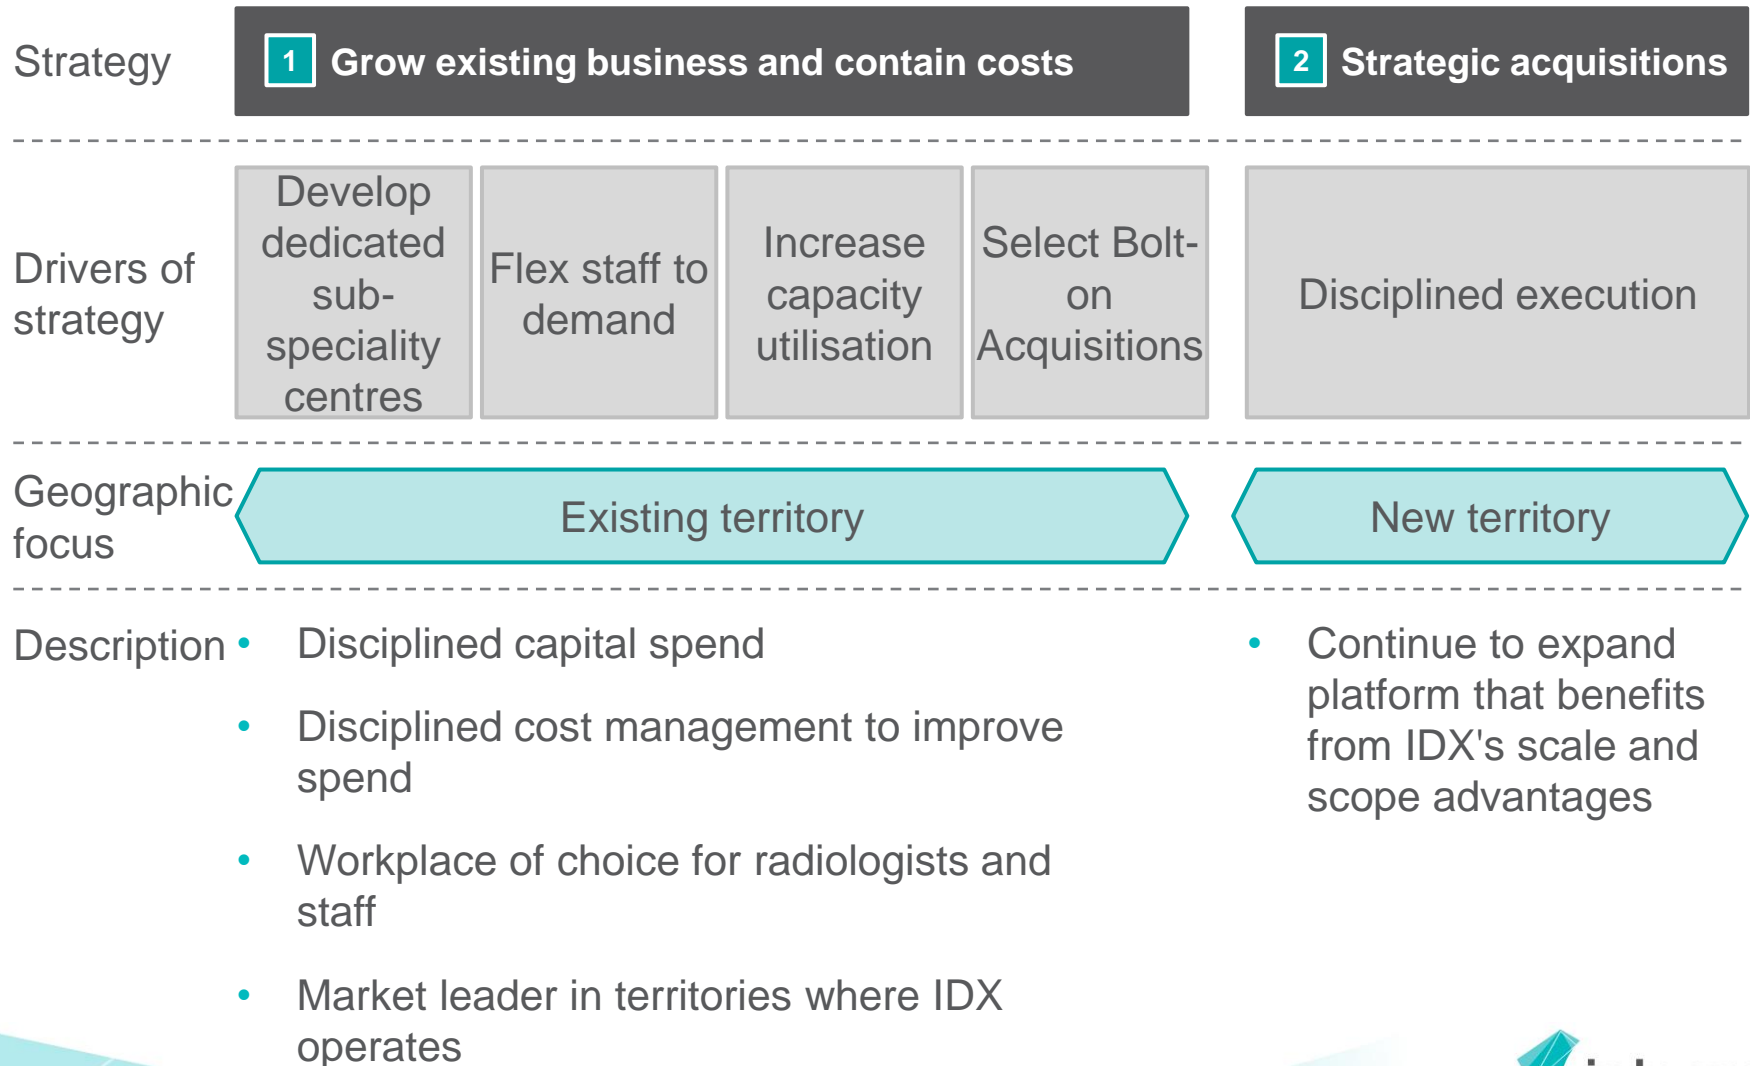 Strategy
1 Grow existing business and contain costs
2 Strategic acquisitions
Drivers of
strategy
Develop
dedicated
sub-
speciality
centres
Flex staff to
demand
Increase
capacity
utilisation
Select Bolt-
on
Acquisitions
Disciplined execution
Geographic
focus
Existing territory
New territory
Description
• Disciplined capital spend
• Disciplined cost management to improve
spend
• Workplace of choice for radiologists and
staff
• Market leader in territories where IDX
operates
• Continue to expand
platform that benefits
from IDX's scale and
scope advantages